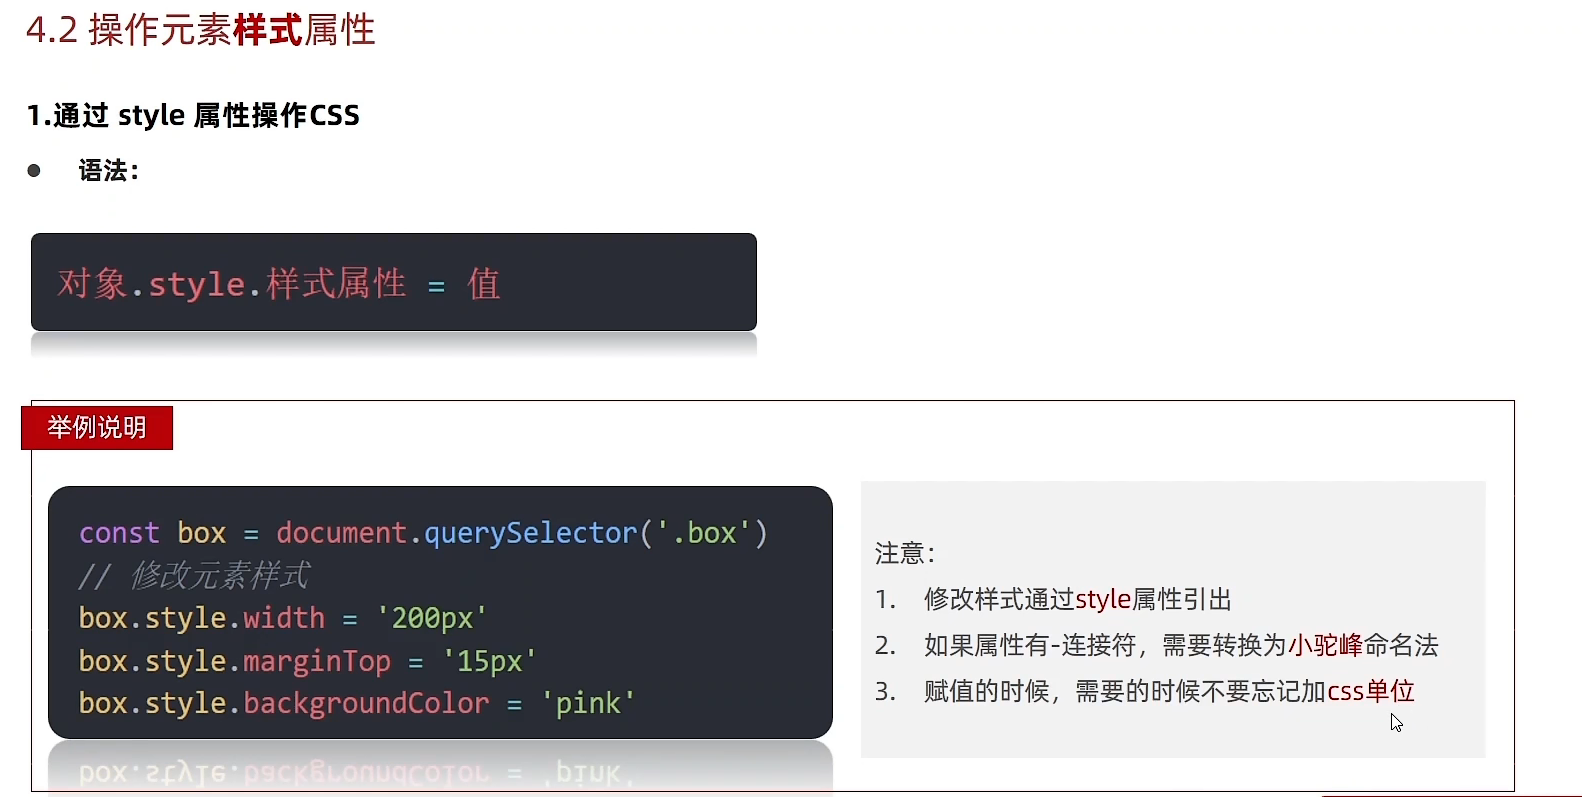 4.2 操作元素样式属性
1.通过 style 属性操作CSS
● 语法：
对象.style.样式属性 = 值
举例说明
const box = document.querySelector('.box')
// 修改元素样式
box.style.width = '200px'
box.style.marginTop = '15px'
box.style.backgroundColor = 'pink'
注意：
1. 修改样式通过style属性引出
2. 如果属性有-连接符，需要转换为小驼峰命名法
3. 赋值的时候，需要的时候不要忘记加css单位